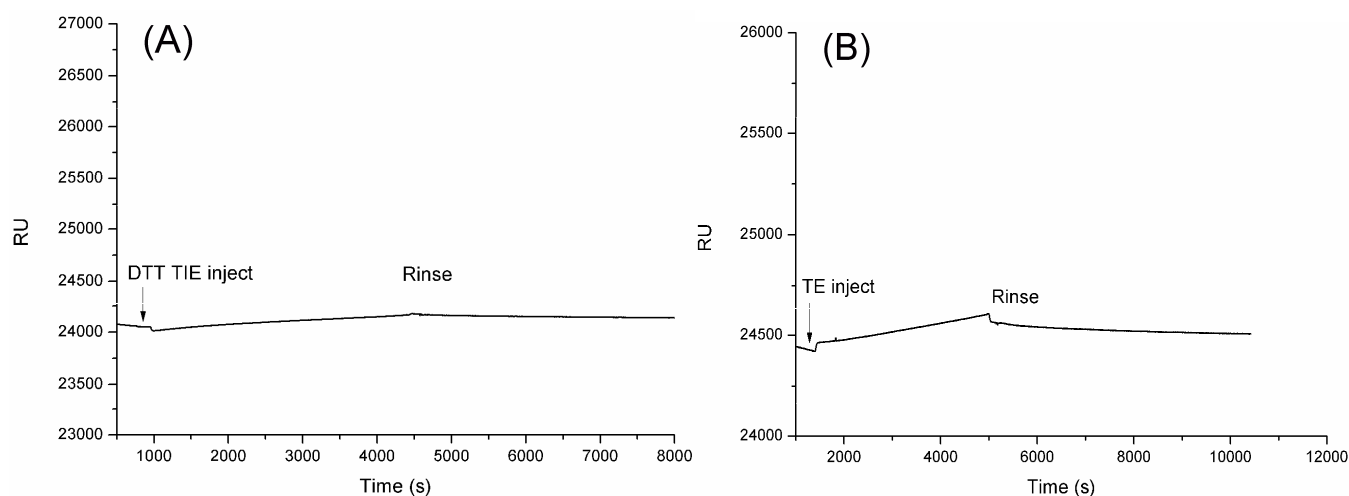 (A)
27000
26500
26000
25500
25000
24500
24000
23500
23000
RU
DTT TIE inject
Rinse
1000 2000 3000 4000 5000 6000 7000 8000
Time (s)
(B)
26000
25500
25000
24500
24000
RU
TE inject
Rinse
2000 4000 6000 8000 10000 12000
Time (s)